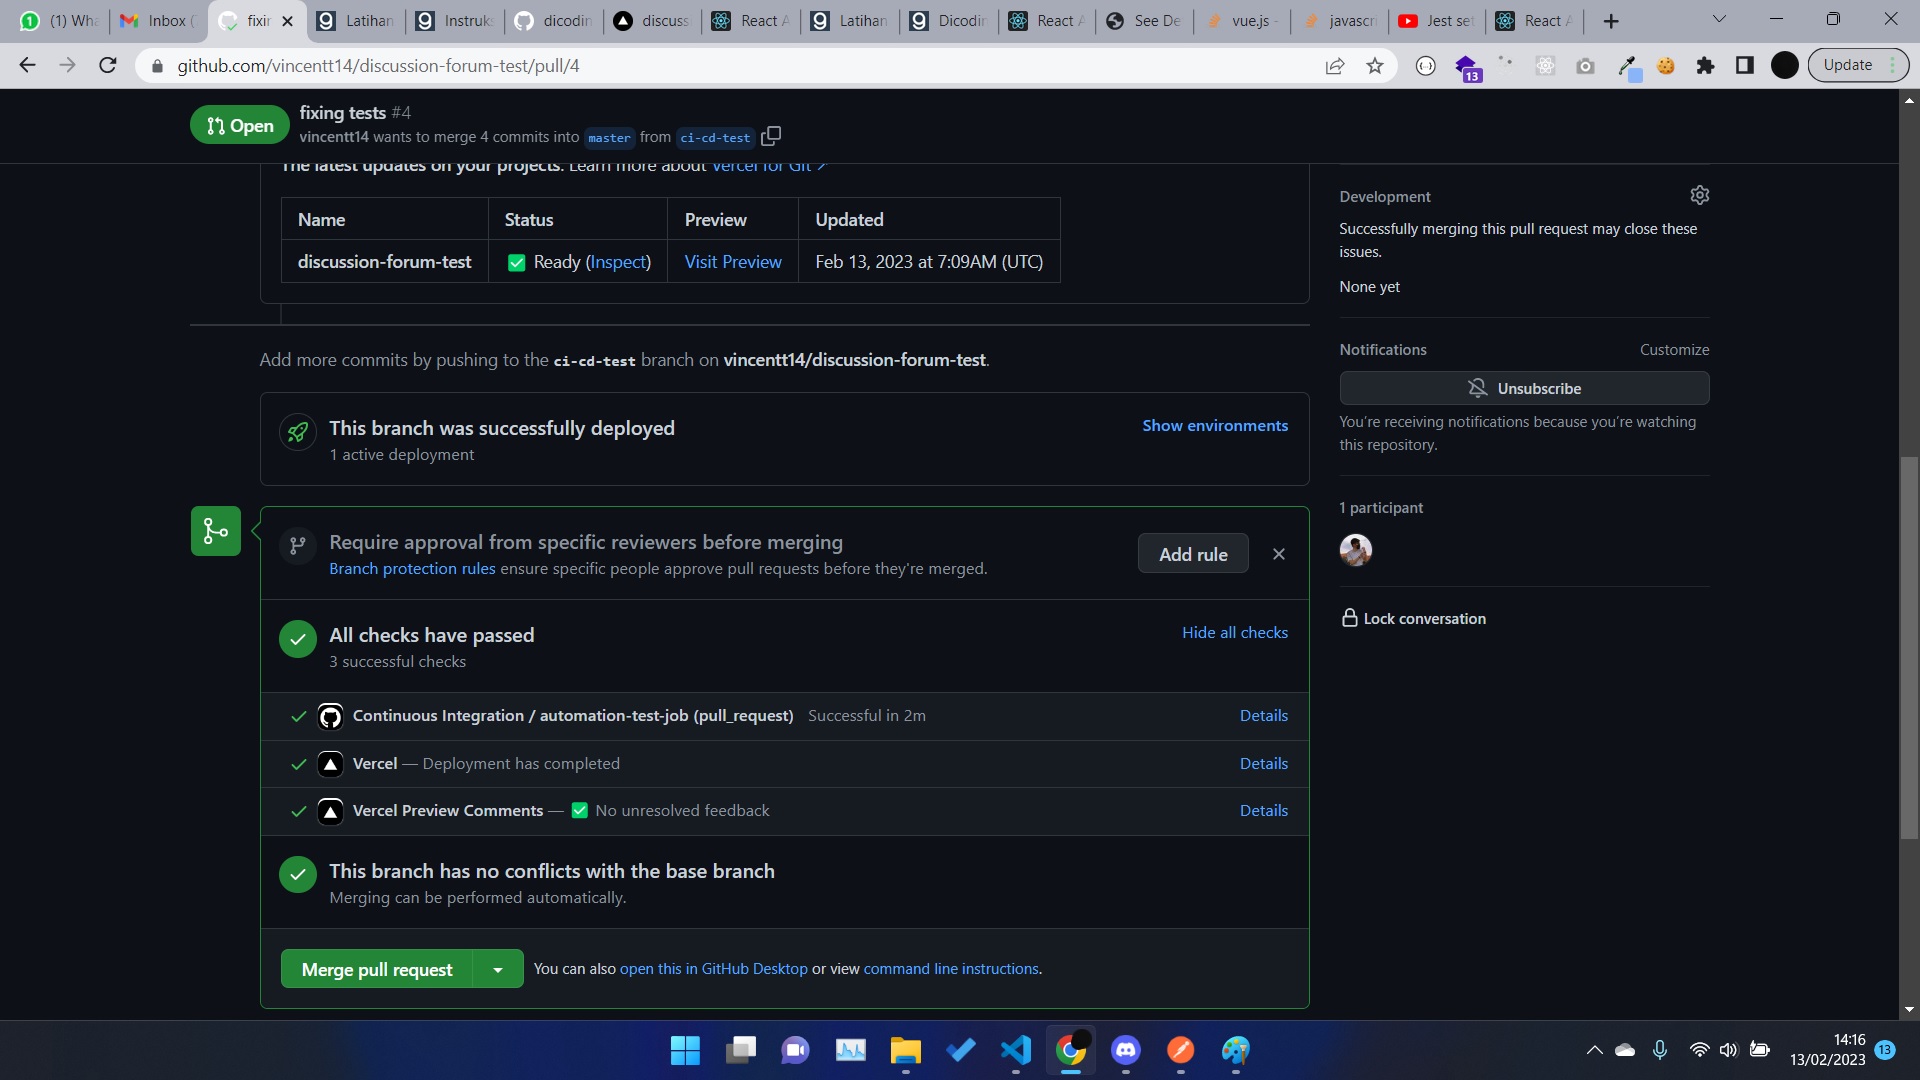 (1) Wha
Inbox (
fixin
Latihan
Instruks
dicodin
discuss
React A
Latihan
Dicodin
React A
See De
vue.js -
javascri
Jest set
React A
github.com/vincentt14/discussion-forum-test/pull/4
13
Update
Open
fixing tests #4
vincentt14 wants to merge 4 commits into master from ci-cd-test
The latest updates on your projects. Learn more about Vercel for Git ↗
Name Status Preview Updated
discussion-forum-test ✅ Ready (Inspect) Visit Preview Feb 13, 2023 at 7:09AM (UTC)
Add more commits by pushing to the ci-cd-test branch on vincentt14/discussion-forum-test.
This branch was successfully deployed
1 active deployment
Show environments
Require approval from specific reviewers before merging
Branch protection rules ensure specific people approve pull requests before they're merged.
Add rule
All checks have passed
3 successful checks
Hide all checks
Continuous Integration / automation-test-job (pull_request) Successful in 2m Details
Vercel — Deployment has completed Details
Vercel Preview Comments — ✅ No unresolved feedback Details
This branch has no conflicts with the base branch
Merging can be performed automatically.
Merge pull request
You can also open this in GitHub Desktop or view command line instructions.
Development
Successfully merging this pull request may close these
issues.
None yet
Notifications
Customize
Unsubscribe
You're receiving notifications because you're watching
this repository.
1 participant
Lock conversation
14:16
13/02/2023
13